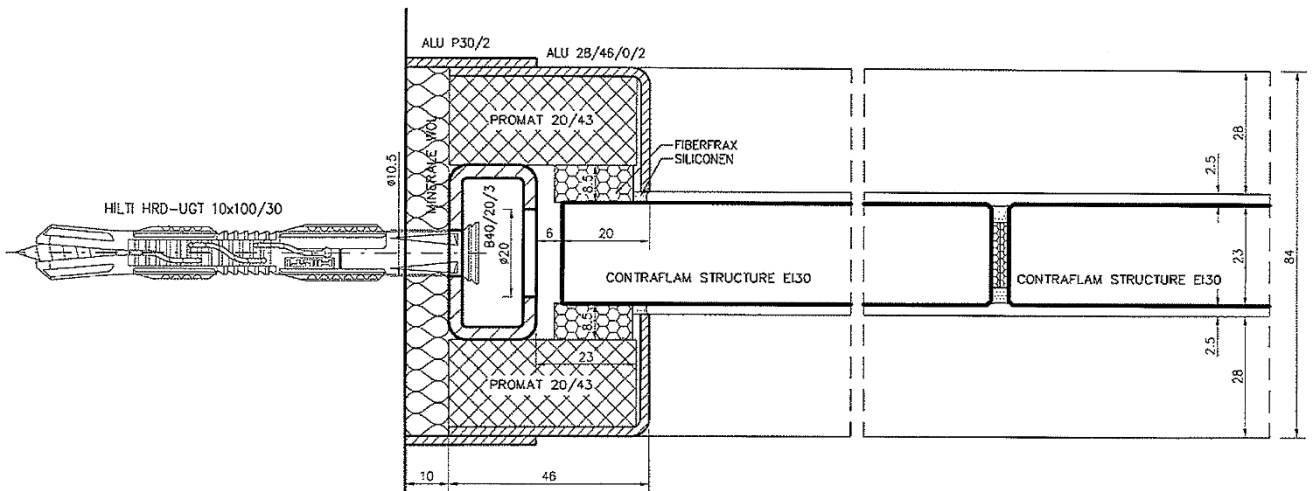 ALU P30/2
ALU 28/46/0/2
PROMAT 20/43
MINERALE WOL
FIBERFRAX
SILICONEN
ø10.5
8.5
HILTI HRD-UGT 10x100/30
B40/20/3
ø20
6
20
CONTRAFLAM STRUCTURE EI30
CONTRAFLAM STRUCTURE EI30
8.5
23
PROMAT 20/43
10
46
28
2.5
23
84
2.5
28